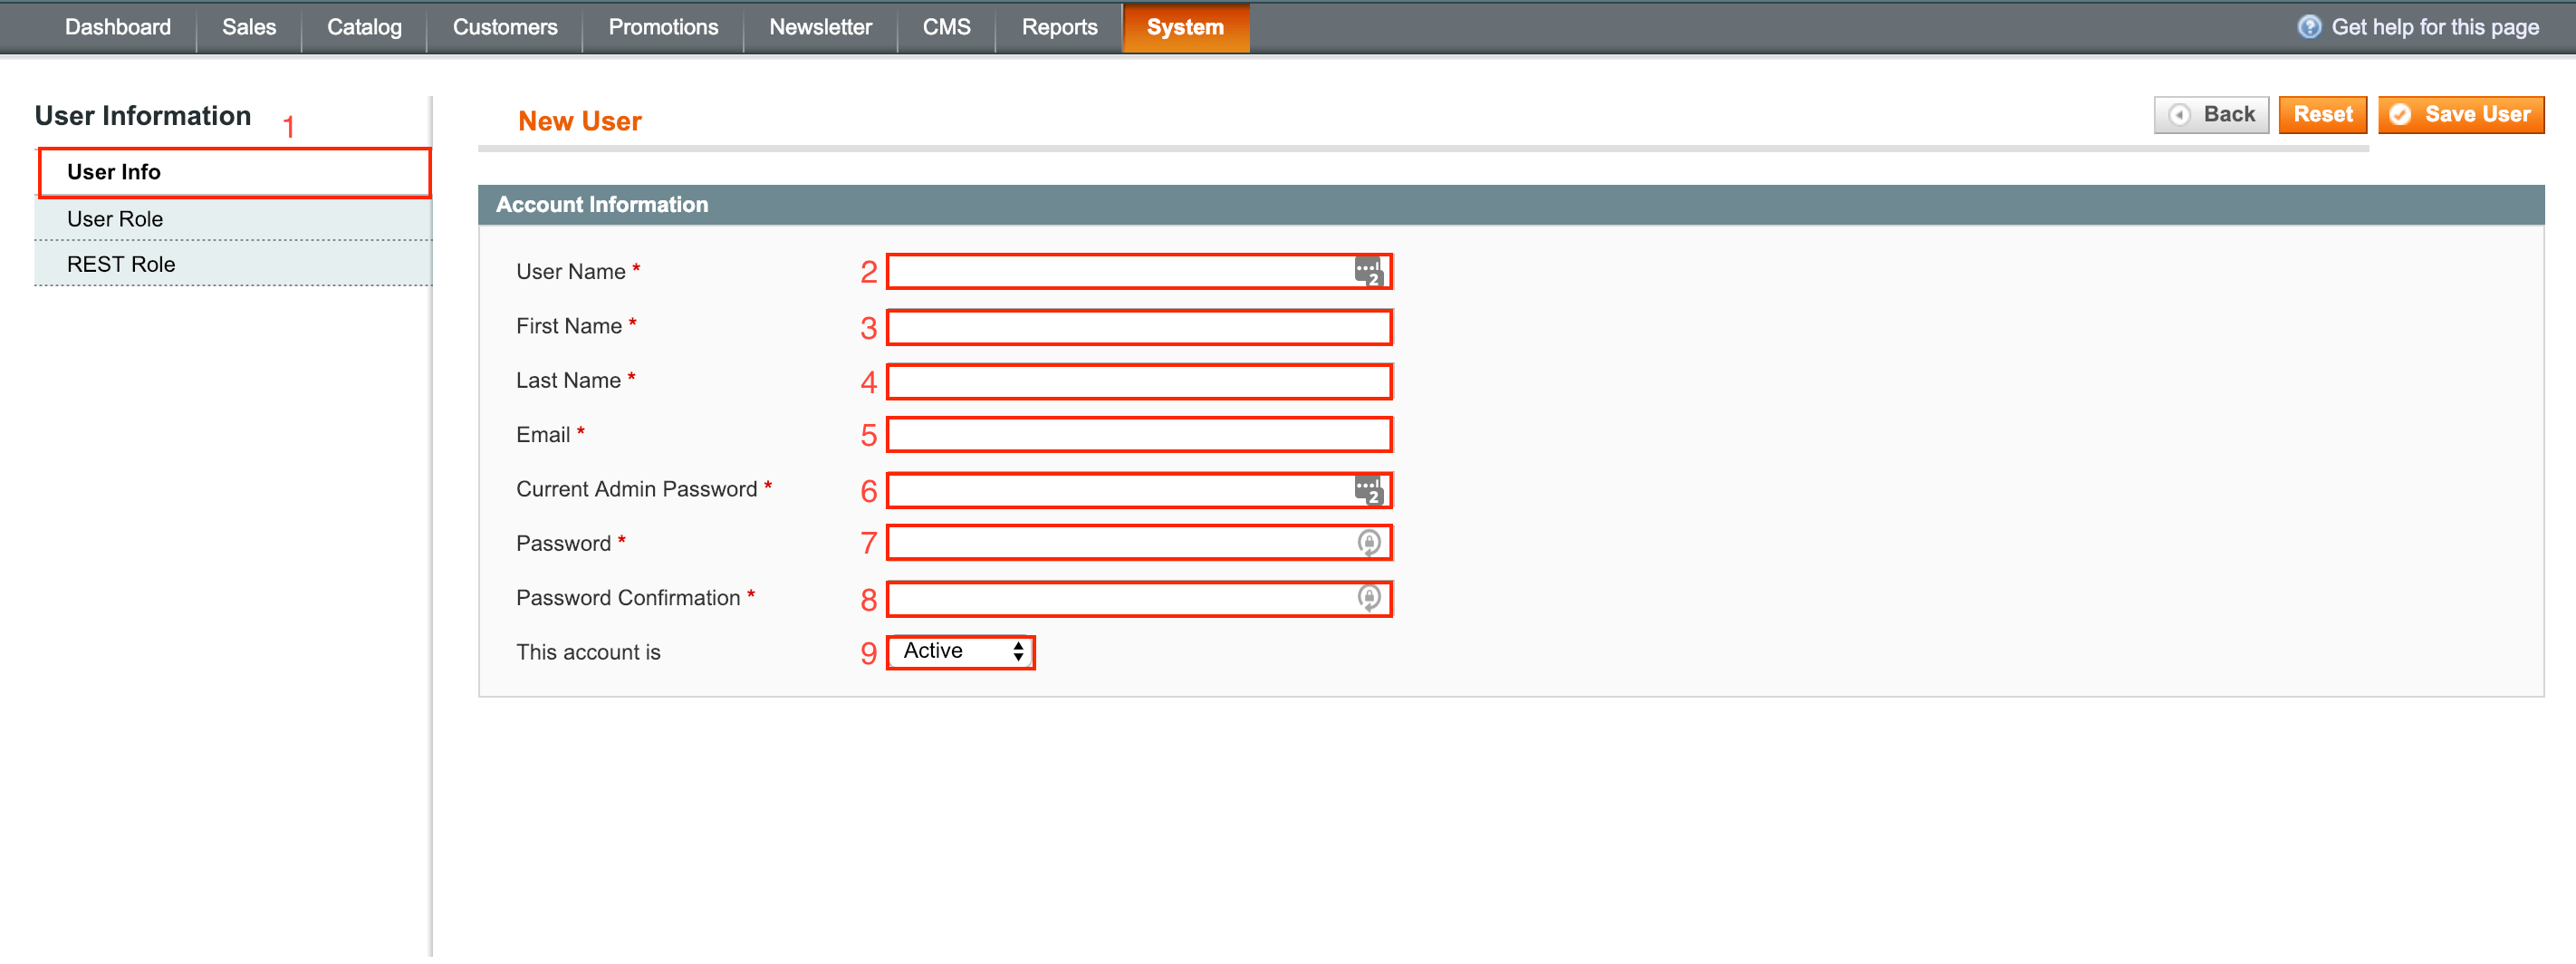 Dashboard Sales Catalog Customers Promotions Newsletter CMS Reports System Get help for this page
User Information 1
User Info
User Role
REST Role
New User
Back Reset Save User
Account Information
User Name * 2 2
First Name * 3
Last Name * 4
Email * 5
Current Admin Password * 6 2
Password * 7
Password Confirmation * 8
This account is 9 Active